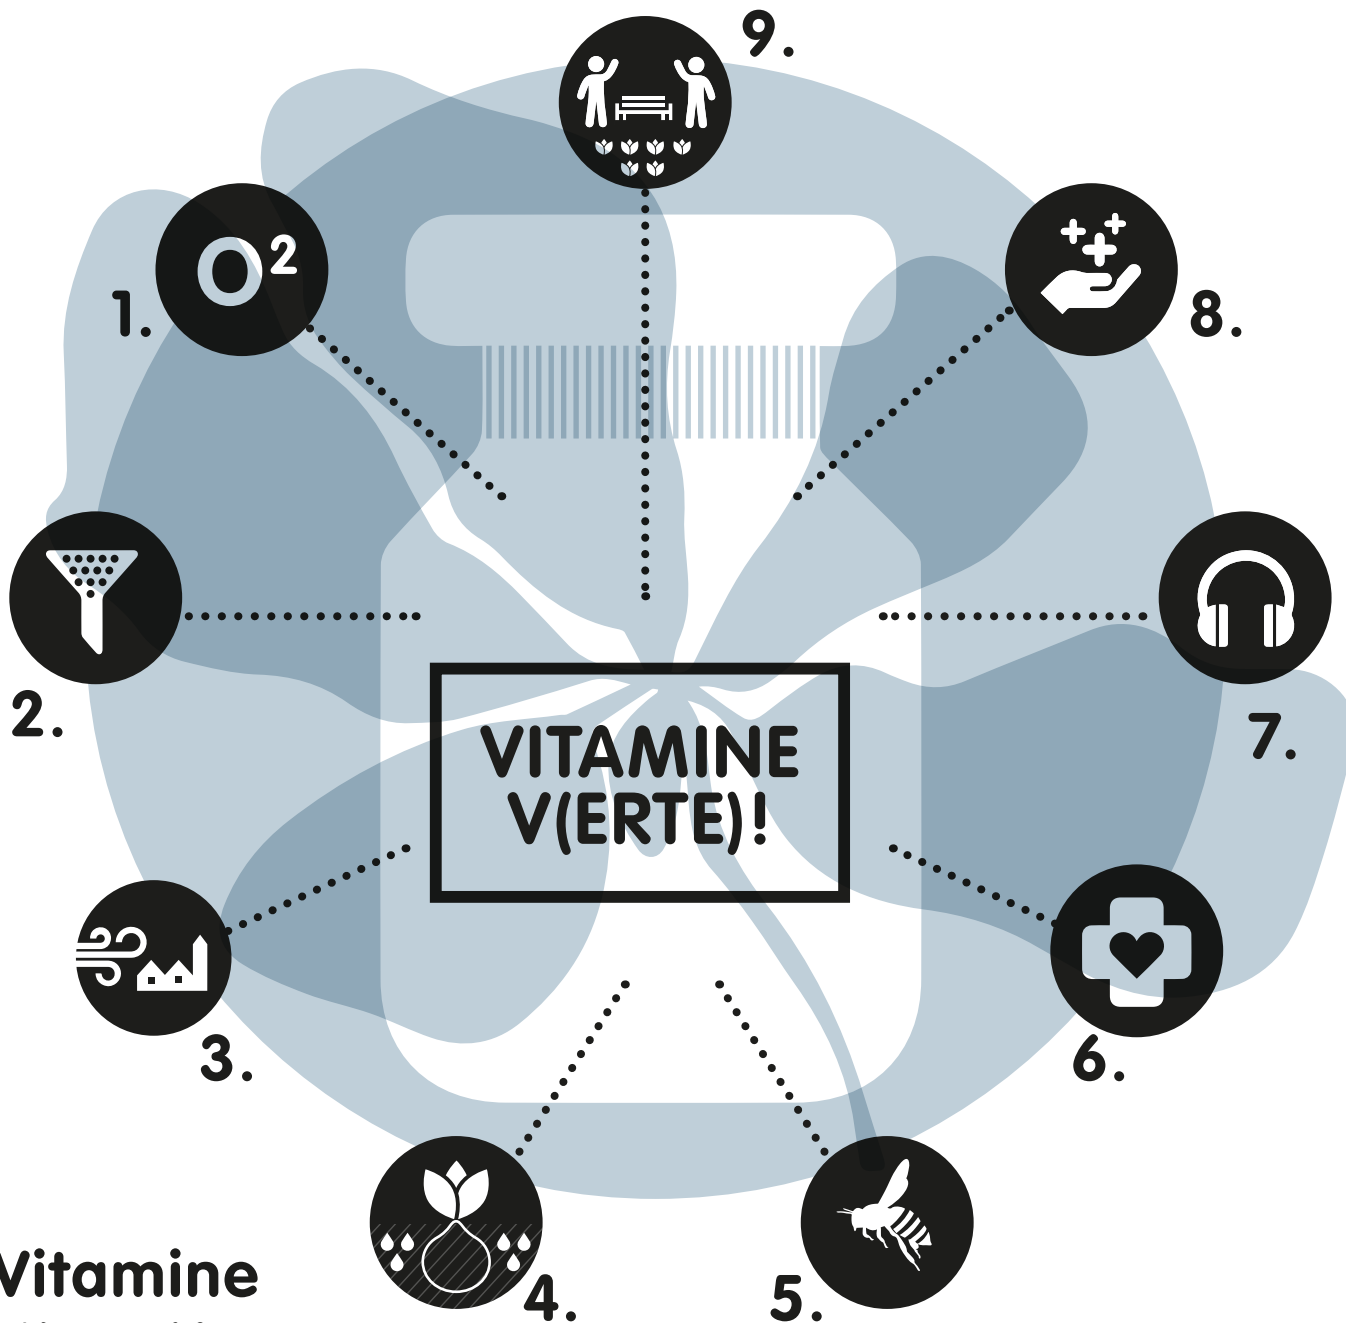 9.
O²
1.
8.
2.
7.
VITAMINE
V(ERTE)!
3.
6.
4.
5.
Vitamine